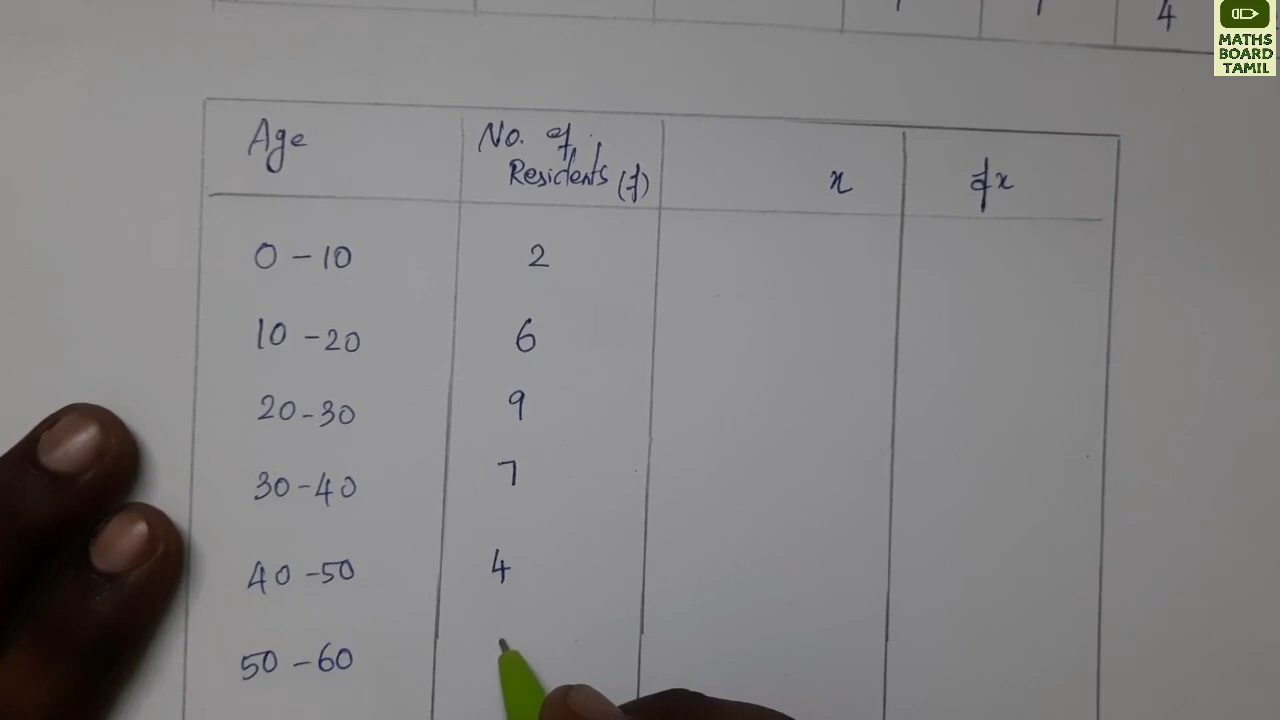 4
MATHS
BOARD
TAMIL
Age No. of Residents (f) x fx
0 - 10 2
10 - 20 6
20 - 30 9
30 - 40 7
40 - 50 4
50 - 60